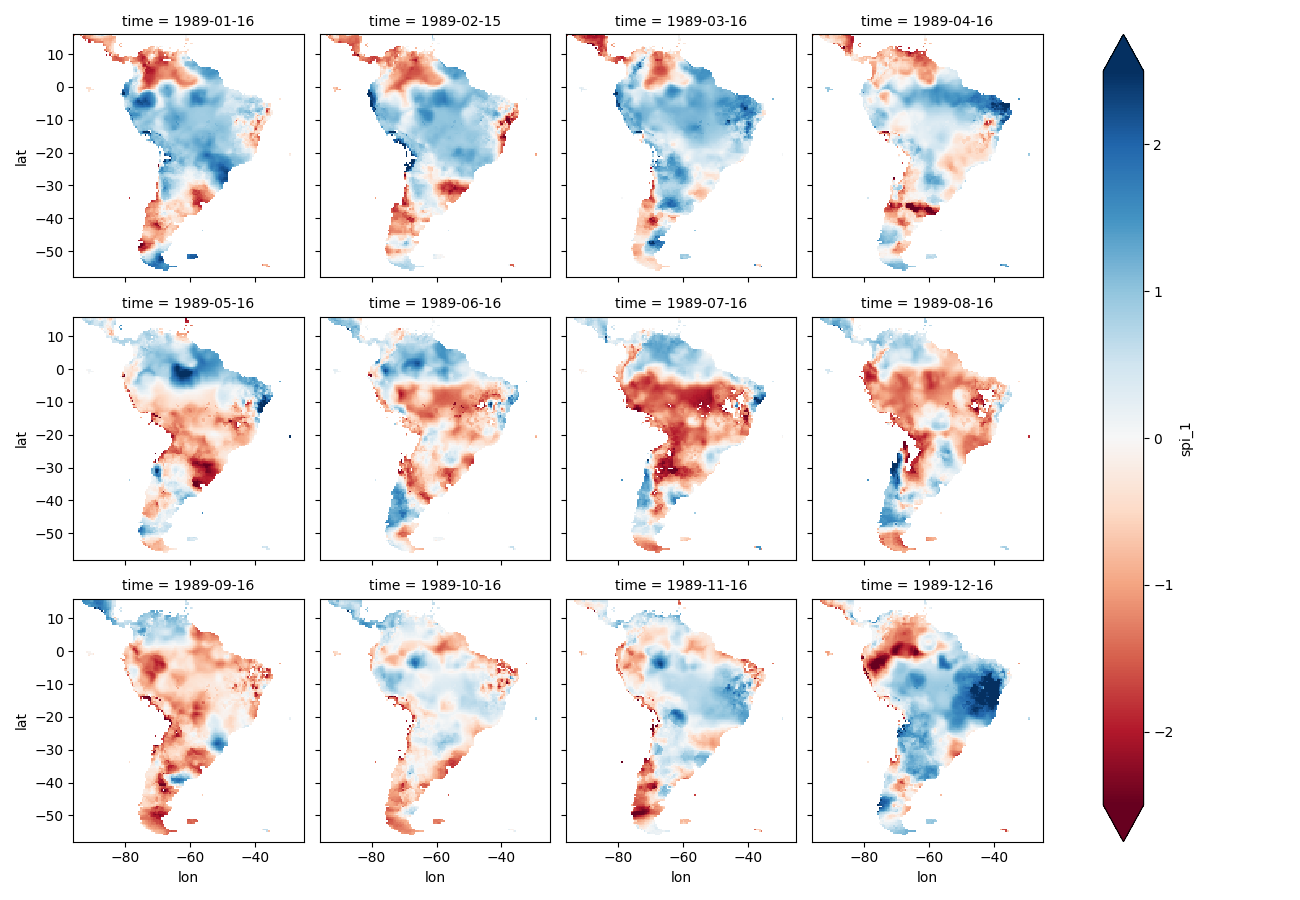 time = 1989-01-16
time = 1989-02-15
time = 1989-03-16
time = 1989-04-16
lat
10
0
−10
−20
−30
−40
−50
time = 1989-05-16
time = 1989-06-16
time = 1989-07-16
time = 1989-08-16
lat
10
0
−10
−20
−30
−40
−50
time = 1989-09-16
time = 1989-10-16
time = 1989-11-16
time = 1989-12-16
lat
10
0
−10
−20
−30
−40
−50
−80 −60 −40
−80 −60 −40
−80 −60 −40
−80 −60 −40
lon
lon
lon
lon
2
1
0
−1
−2
spi_1